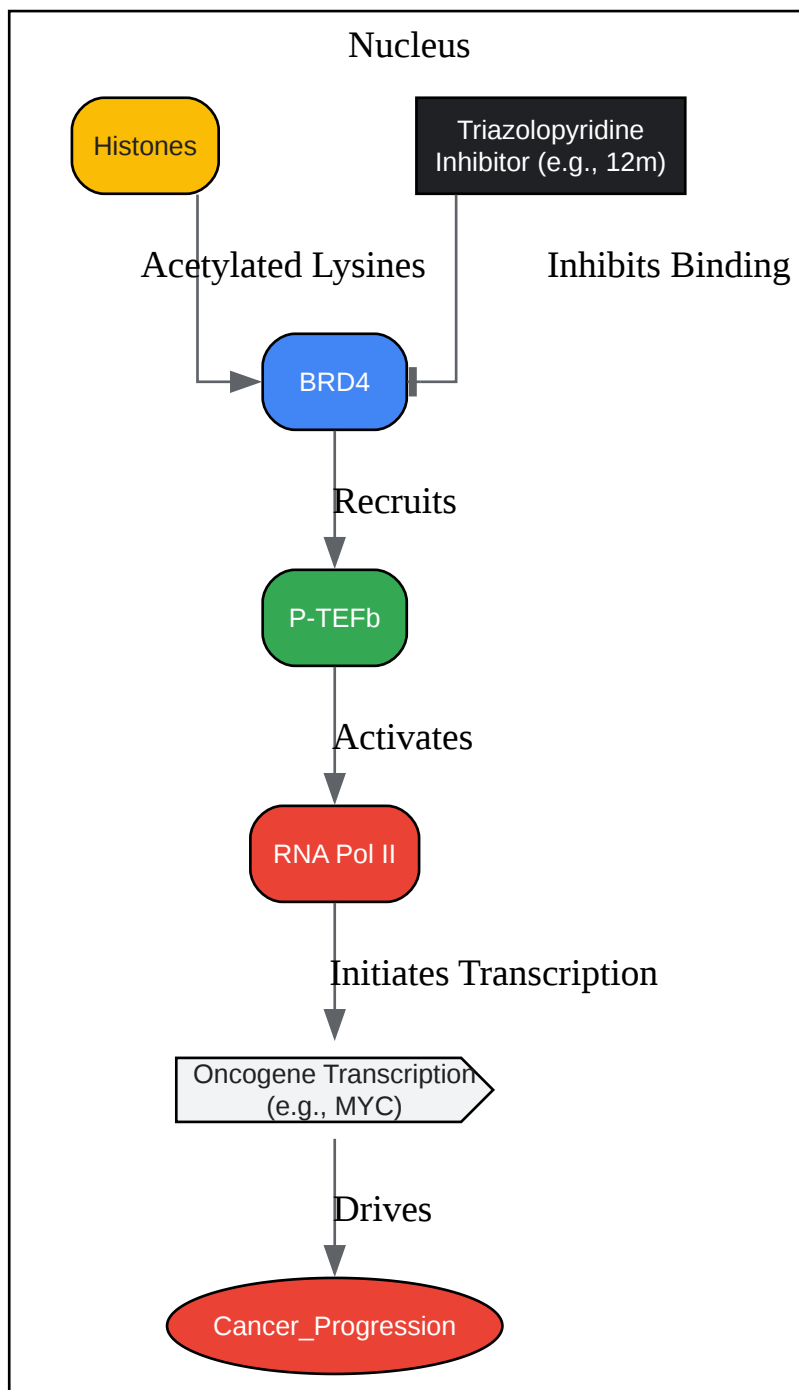 Nucleus
Histones
Triazolopyridine
Inhibitor (e.g., 12m)
Acetylated Lysines
Inhibits Binding
BRD4
Recruits
P-TEFb
Activates
RNA Pol II
Initiates Transcription
Oncogene Transcription
(e.g., MYC)
Drives
Cancer_Progression